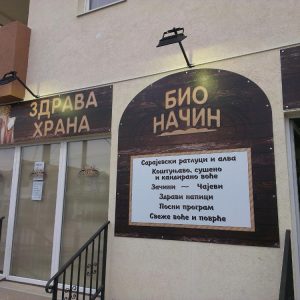 ЗДРАВА
ХРАНА
БИО
НАЧИН
Сарајевски ратлуци и алва
Коштуњаво, сушено
и кандирано воће
Зачини — Чајеви
Здрави напици
Посни програм
Свеже воће и поврће